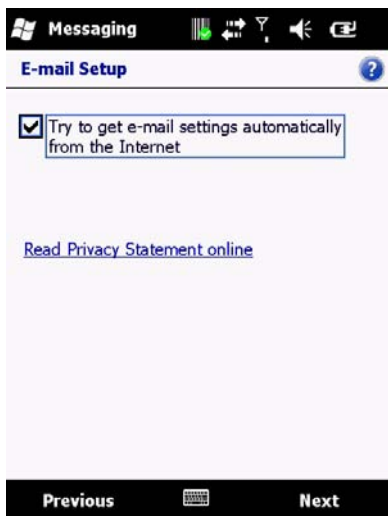 Messaging
E-mail Setup
?
Try to get e-mail settings automatically
from the Internet
Read Privacy Statement online
Previous
Next